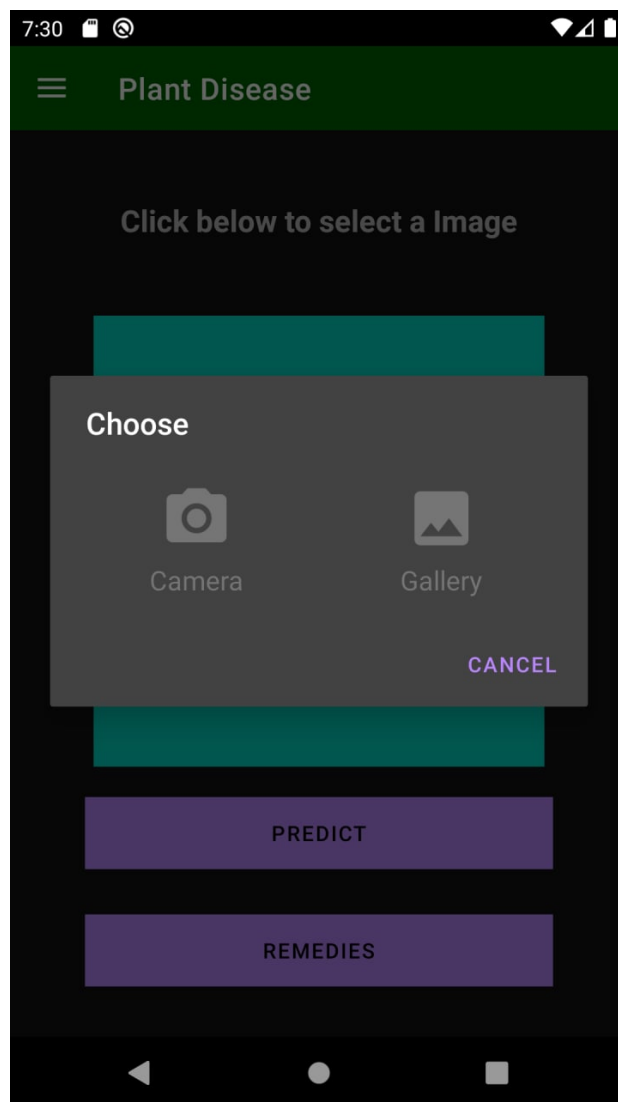 7:30
Plant Disease
Click below to select a Image
Choose
Camera Gallery
CANCEL
PREDICT
REMEDIES